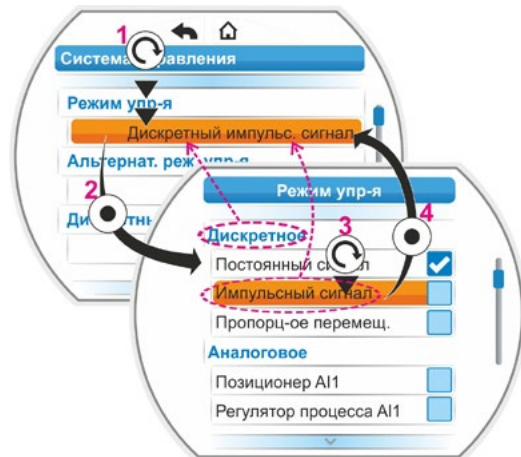 1
Система равления
Режим упр-я
Дискретный импульс. сигнал
Альтернат. реж. упр-я
2
Режим упр-я
3
4
Дискретное
Постоянный сигнал
Импульсный сигнал
Пропорц-ое перемещ.
Аналоговое
Позиционер AI1
Регулятор процесса AI1